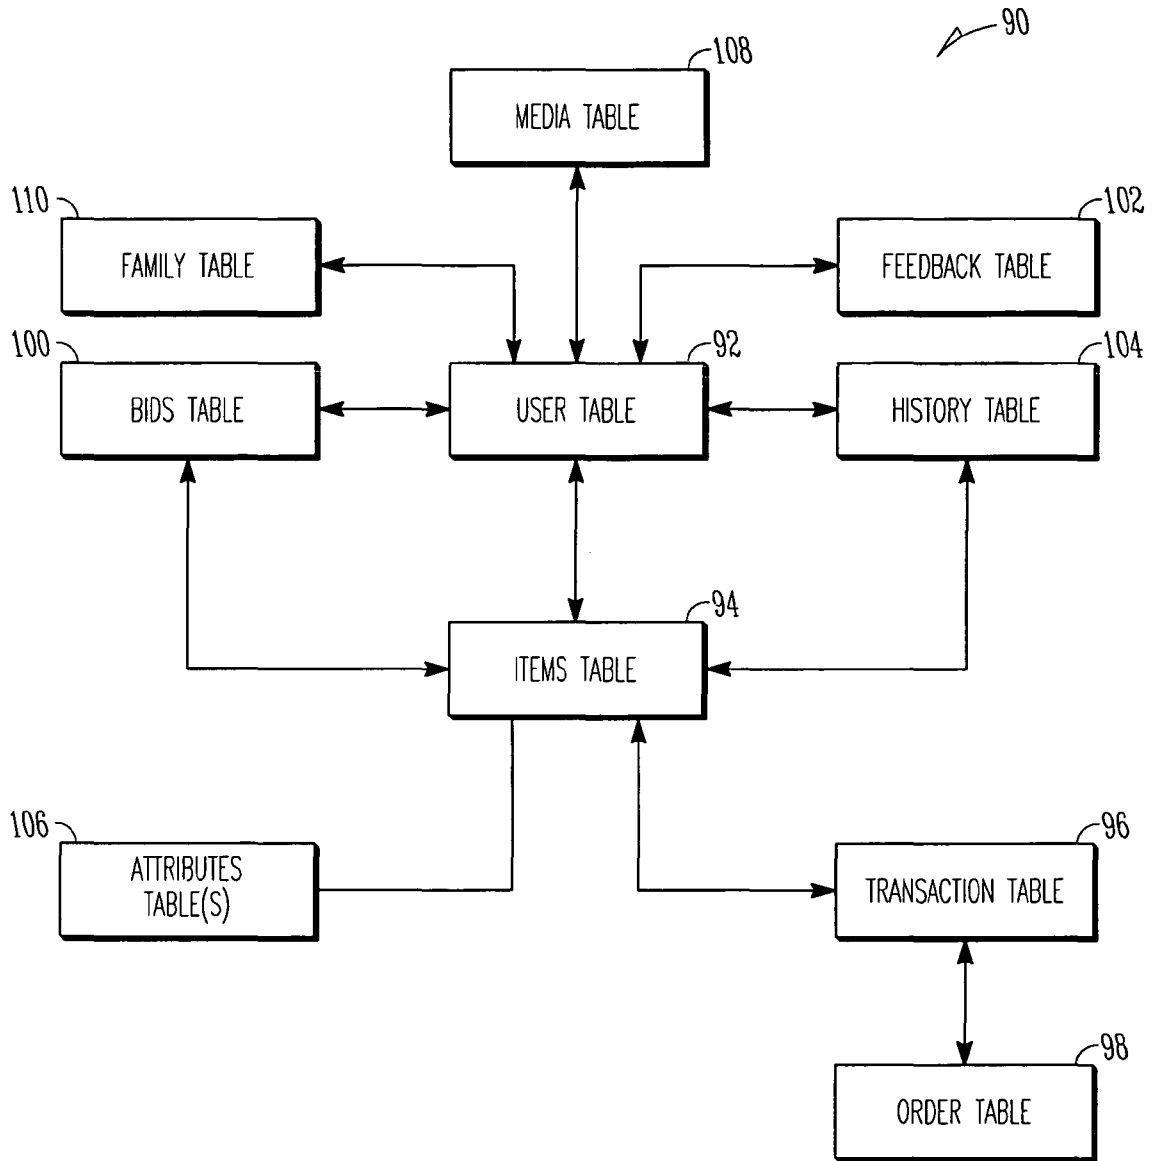 90
108
MEDIA TABLE
110
FAMILY TABLE
102
FEEDBACK TABLE
100
BIDS TABLE
92
USER TABLE
104
HISTORY TABLE
94
ITEMS TABLE
106
ATTRIBUTES
TABLE(S)
96
TRANSACTION TABLE
98
ORDER TABLE